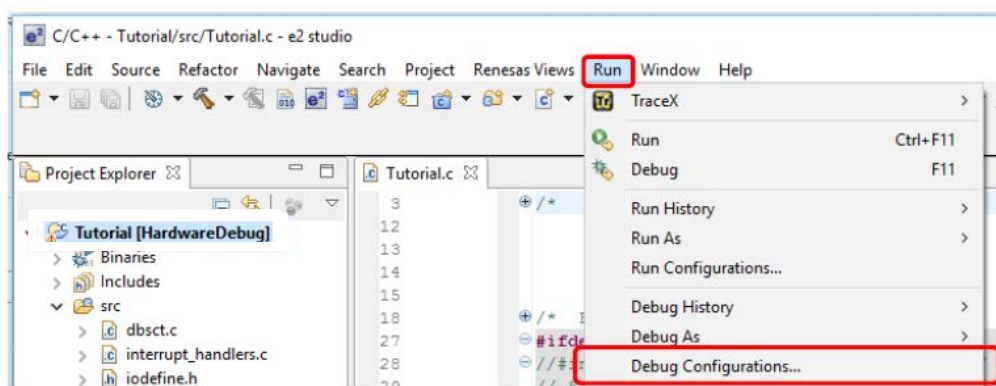 C/C++ - Tutorial/src/Tutorial.c - e2 studio
File Edit Source Refactor Navigate Search Project Renesas Views Run Window Help
TraceX
Run Ctrl+F11
Debug F11
Run History
Run As
Run Configurations...
Debug History
Debug As
Debug Configurations...
Project Explorer
Tutorial [HardwareDebug]
Binaries
Includes
src
dbsct.c
interrupt_handlers.c
iodefine.h
Tutorial.c
3 /*
12
13
14
15
18 /*
27
28